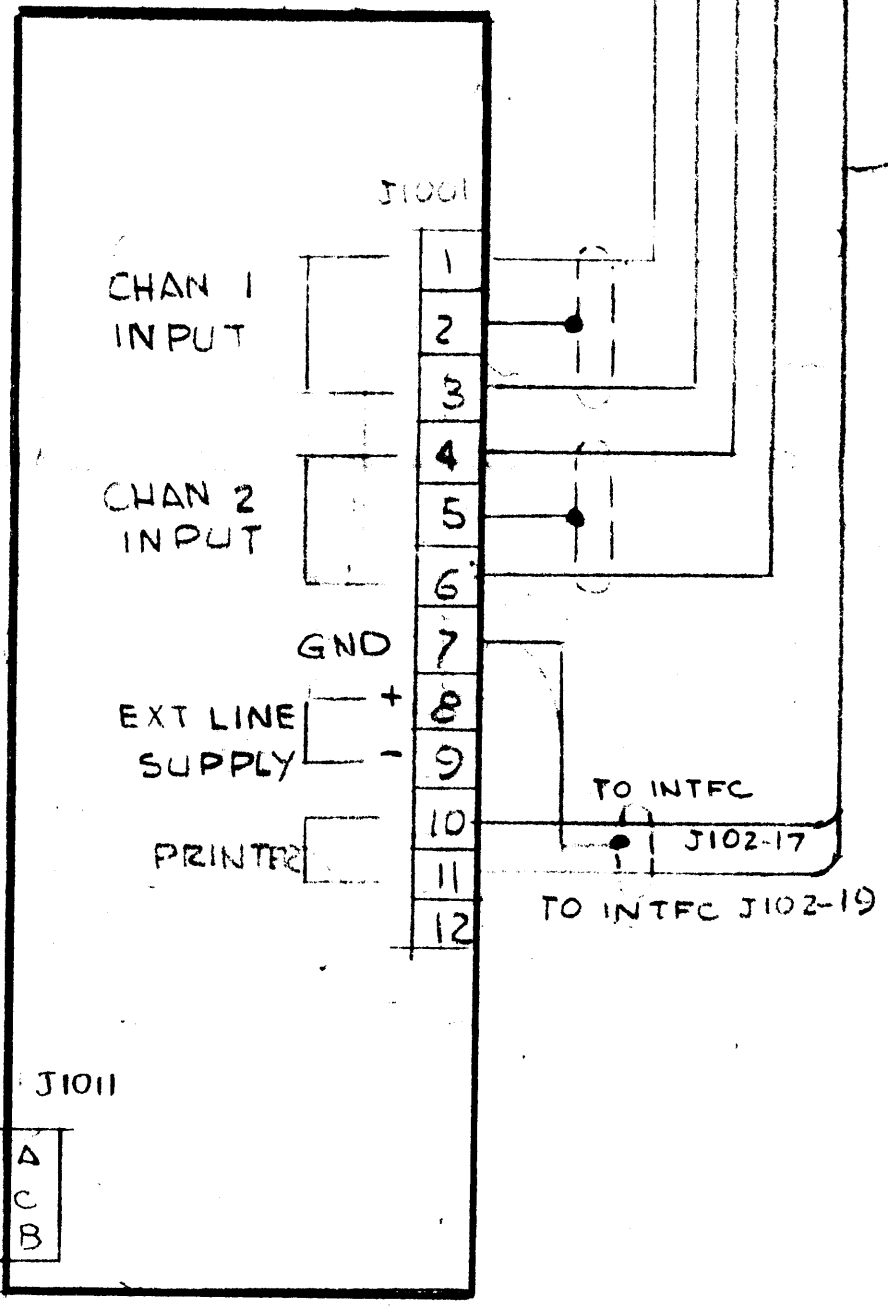 J1001
CHAN 1
INPUT
1
2
3
4
CHAN 2
INPUT
5
6
GND
7
EXT LINE
SUPPLY
+
-
8
9
TO INTFC
J102-17
PRINTER
10
11
12
TO INTFC J102-19
J1011
A
C
B